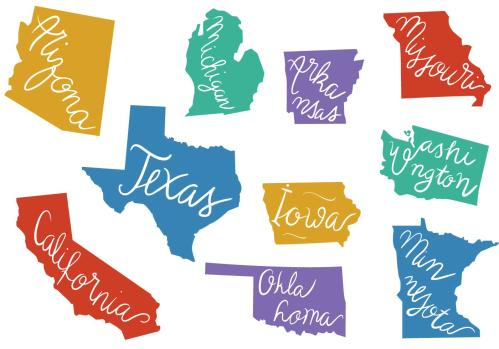 Arizona
Michigan
Arka
nsas
Missouri
Texas
Washi
ngton
Iowa
California
Okla
homa
Min
nesota